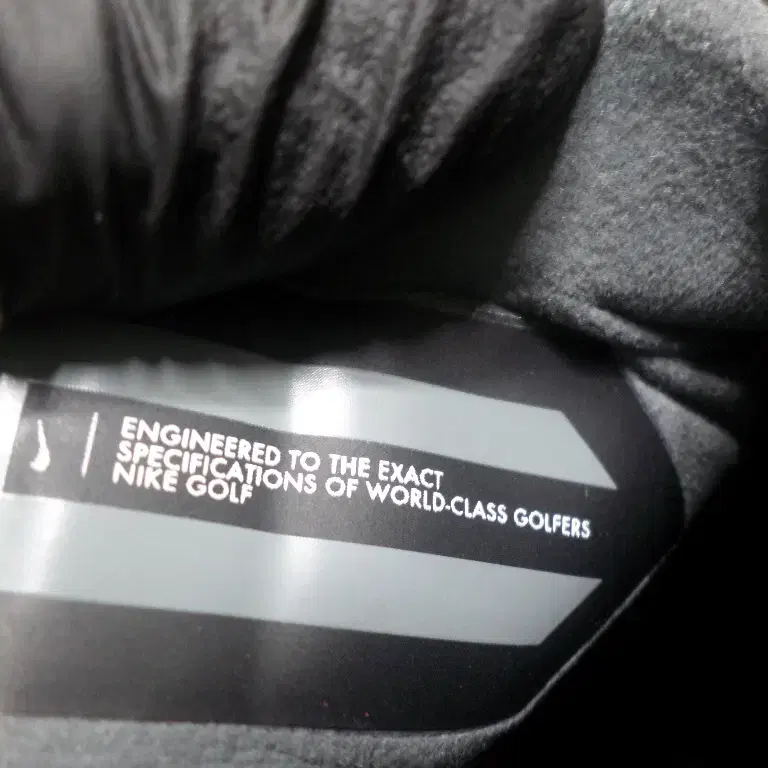 ENGINEERED TO THE EXACT
SPECIFICATIONS OF WORLD-CLASS GOLFERS
NIKE GOLF